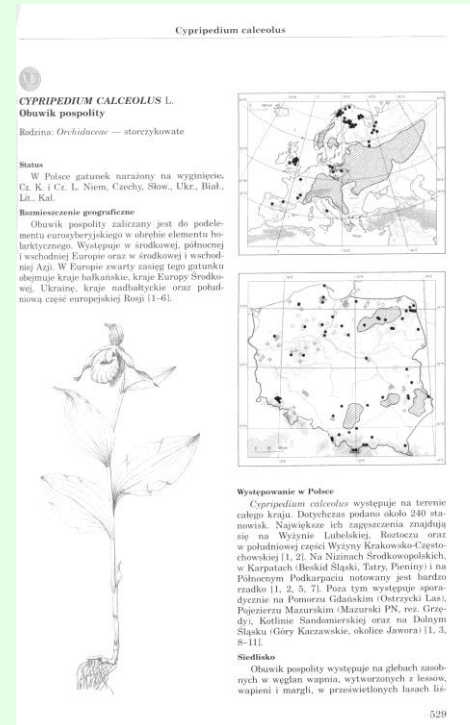 Cypripedium calceolus
CYPRIPEDIUM CALCEOLUS L.
Obuwik pospolity
Rodzina: Orchidaceae — storczykowate
Status
W Polsce gatunek narażony na wyginięcie.
Cz. K. i Cz. L. Niem, Czechy, Słow., Ukr., Biał.,
Lit., Kal.
Rozmieszczenie geograficzne
Obuwik pospolity zaliczany jest do podele-
mentu eurosyberyjskiego w obrębie elementu ho-
larktycznego. Występuje w środkowej, północnej
i wschodniej Europie oraz w środkowej i wschod-
niej Azji. W Europie zwarty zasięg tego gatunku
obejmuje kraje bałkańskie, kraje Europy Środko-
wej, Ukrainę, kraje nadbałtyckie oraz połud-
niową część europejskiej Rosji [1–6].
Występowanie w Polsce
Cypripedium calceolus występuje na terenie
całego kraju. Dotychczas podano około 240 sta-
nowisk. Największe ich zagęszczenia znajdują
się na Wyżynie Lubelskiej, Roztoczu oraz
w południowej części Wyżyny Krakowsko-Często-
chowskiej [1, 2]. Na Nizinach Środkowopolskich,
w Karpatach (Beskid Śląski, Tatry, Pieniny) i na
Północnym Podkarpaciu notowany jest bardzo
rzadko [1, 2, 5, 7]. Poza tym występuje spora-
dycznie na Pomorzu Gdańskim (Ostrzycki Las),
Pojezierzu Mazurskim (Mazurski PN, rez. Grzę-
dy), Kotlinie Sandomierskiej oraz na Dolnym
Śląsku (Góry Kaczawskie, okolice Jawora) [1, 3,
8–11].
Siedlisko
Obuwik pospolity występuje na glebach zasob-
nych w węglan wapnia, wytworzonych z lessów,
wapieni i margli, w prześwietlonych lasach liś-
529